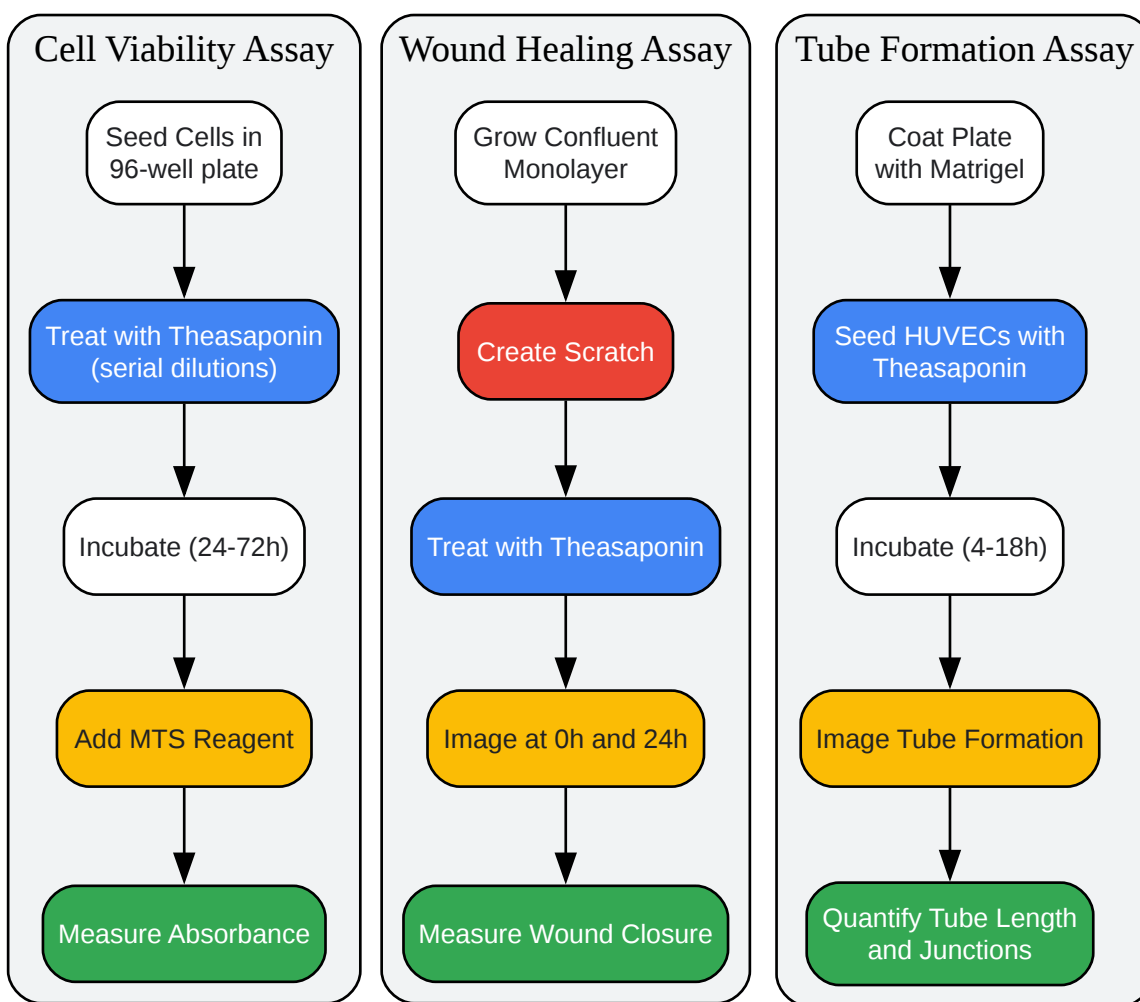 Cell Viability Assay
Seed Cells in
96-well plate
Treat with Theasaponin
(serial dilutions)
Incubate (24-72h)
Add MTS Reagent
Measure Absorbance
Wound Healing Assay
Grow Confluent
Monolayer
Create Scratch
Treat with Theasaponin
Image at 0h and 24h
Measure Wound Closure
Tube Formation Assay
Coat Plate
with Matrigel
Seed HUVECs with
Theasaponin
Incubate (4-18h)
Image Tube Formation
Quantify Tube Length
and Junctions